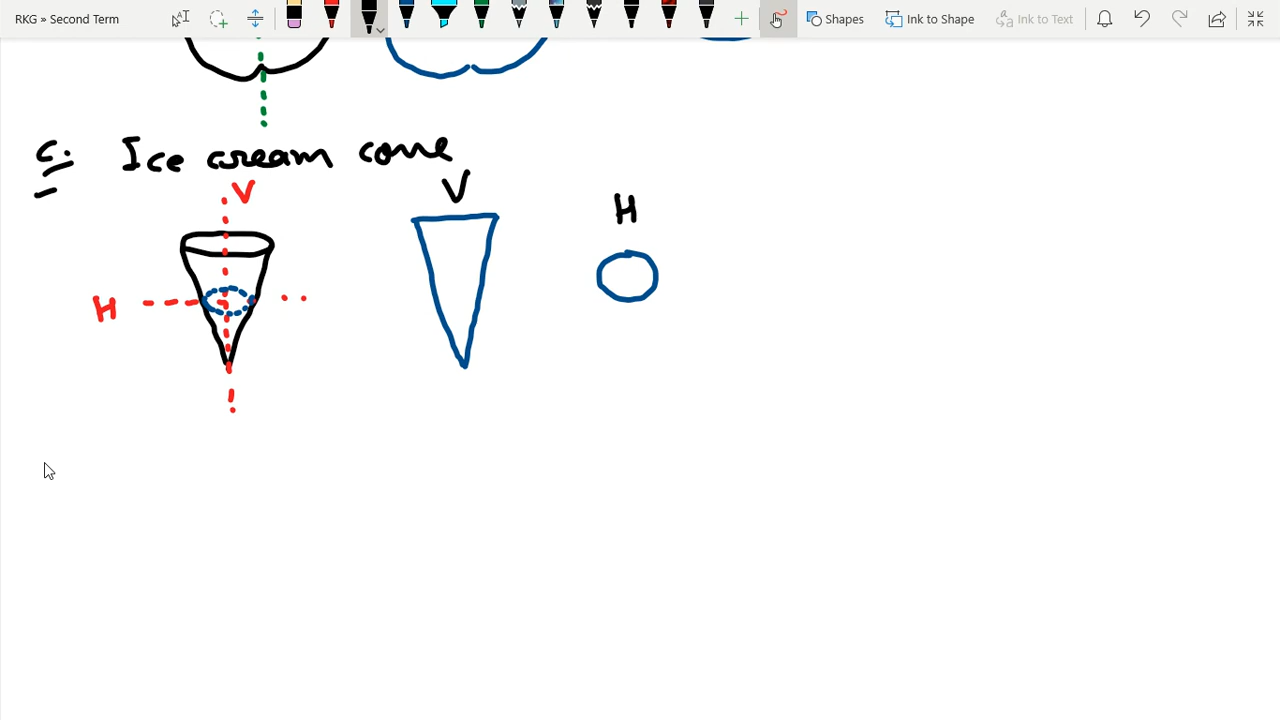 RKG » Second Term
Shapes
Ink to Shape
Ink to Text
C. Ice cream cone
V
V
H
H